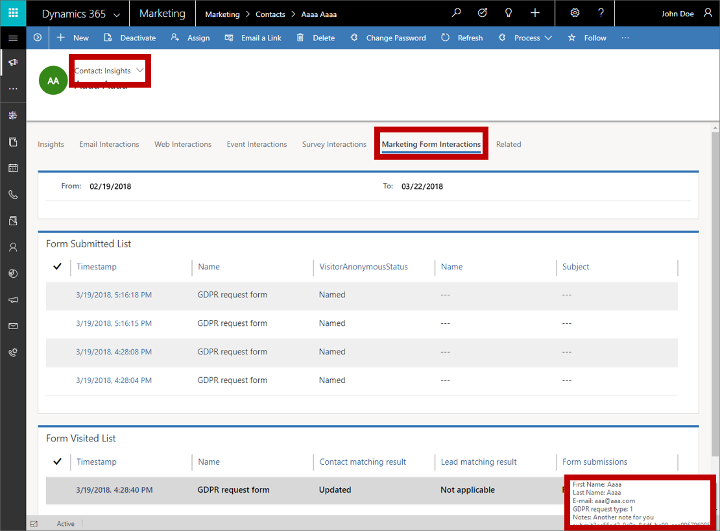 Dynamics 365 Marketing Marketing > Contacts > Aaaa Aaaa John Doe
New Deactivate Assign Email a Link Delete Change Password Refresh Process Follow ...
AA
Contact: Insights
Aaaa Aaaa
Insights Email Interactions Web Interactions Event Interactions Survey Interactions Marketing Form Interactions Related
From: 02/19/2018 To: 03/22/2018
Form Submitted List
Timestamp Name VisitorAnonymousStatus Name Subject
3/19/2018, 5:16:18 PM GDPR request form Named --- ---
3/19/2018, 5:16:15 PM GDPR request form Named --- ---
3/19/2018, 4:28:08 PM GDPR request form Named --- ---
3/19/2018, 4:28:04 PM GDPR request form Named --- ---
Form Visited List
Timestamp Name Contact matching result Lead matching result Form submissions
3/19/2018, 4:28:40 PM GDPR request form Updated Not applicable
First Name: Aaaa
Last Name: Aaaa
E-mail: aaa@aaa.com
GDPR request type: 1
Notes: Another note for you
Active